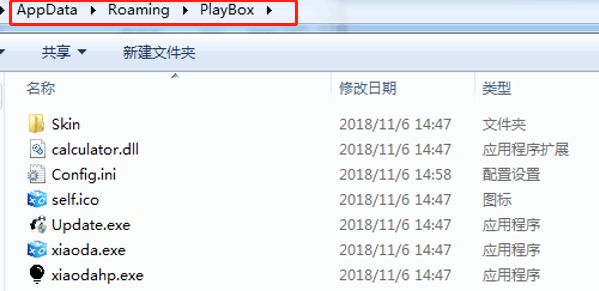 AppData Roaming PlayBox
共享 新建文件夹
名称 修改日期 类型
Skin 2018/11/6 14:47 文件夹
calculator.dll 2018/11/6 14:47 应用程序扩展
Config.ini 2018/11/6 14:58 配置设置
self.ico 2018/11/6 14:47 图标
Update.exe 2018/11/6 14:47 应用程序
xiaoda.exe 2018/11/6 14:47 应用程序
xiaodahp.exe 2018/11/6 14:47 应用程序